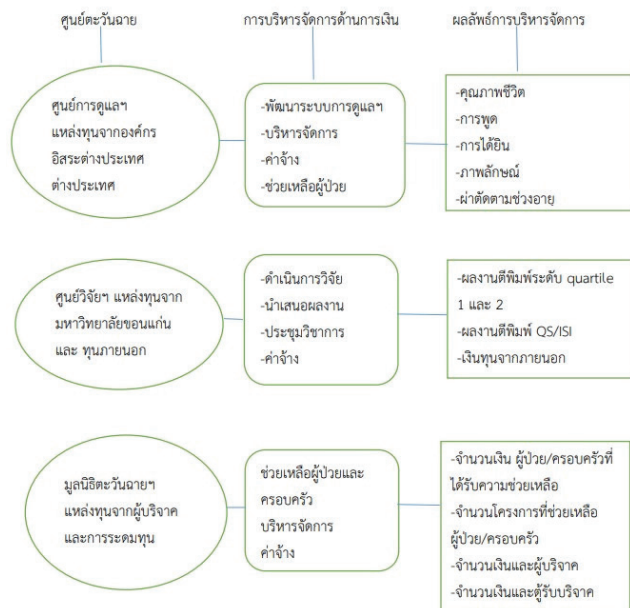 ศูนย์ตะวันฉาย
การบริหารจัดการด้านการเงิน
ผลลัพธ์การบริหารจัดการ
ศูนย์การดูแลฯ
แหล่งทุนจากองค์กร
อิสระต่างประเทศ
ต่างประเทศ
-พัฒนาระบบการดูแลฯ
-บริหารจัดการ
-ค่าจ้าง
-ช่วยเหลือผู้ป่วย
-คุณภาพชีวิต
-การพูด
-การได้ยิน
-ภาพลักษณ์
-ผ่าตัดตามช่วงอายุ
ศูนย์วิจัยฯ แหล่งทุนจาก
มหาวิทยาลัยขอนแก่น
และ ทุนภายนอก
-ดำเนินการวิจัย
-นำเสนอผลงาน
-ประชุมวิชาการ
-ค่าจ้าง
-ผลงานตีพิมพ์ระดับ quartile
1 และ 2
-ผลงานตีพิมพ์ QS/ISI
-เงินทุนจากภายนอก
มูลนิธิตะวันฉายฯ
แหล่งทุนจากผู้บริจาค
และการระดมทุน
ช่วยเหลือผู้ป่วยและ
ครอบครัว
บริหารจัดการ
ค่าจ้าง
-จำนวนเงิน ผู้ป่วย/ครอบครัวที่
ได้รับความช่วยเหลือ
-จำนวนโครงการที่ช่วยเหลือ
ผู้ป่วย/ครอบครัว
-จำนวนเงินและผู้บริจาค
-จำนวนเงินและตู้รับบริจาค